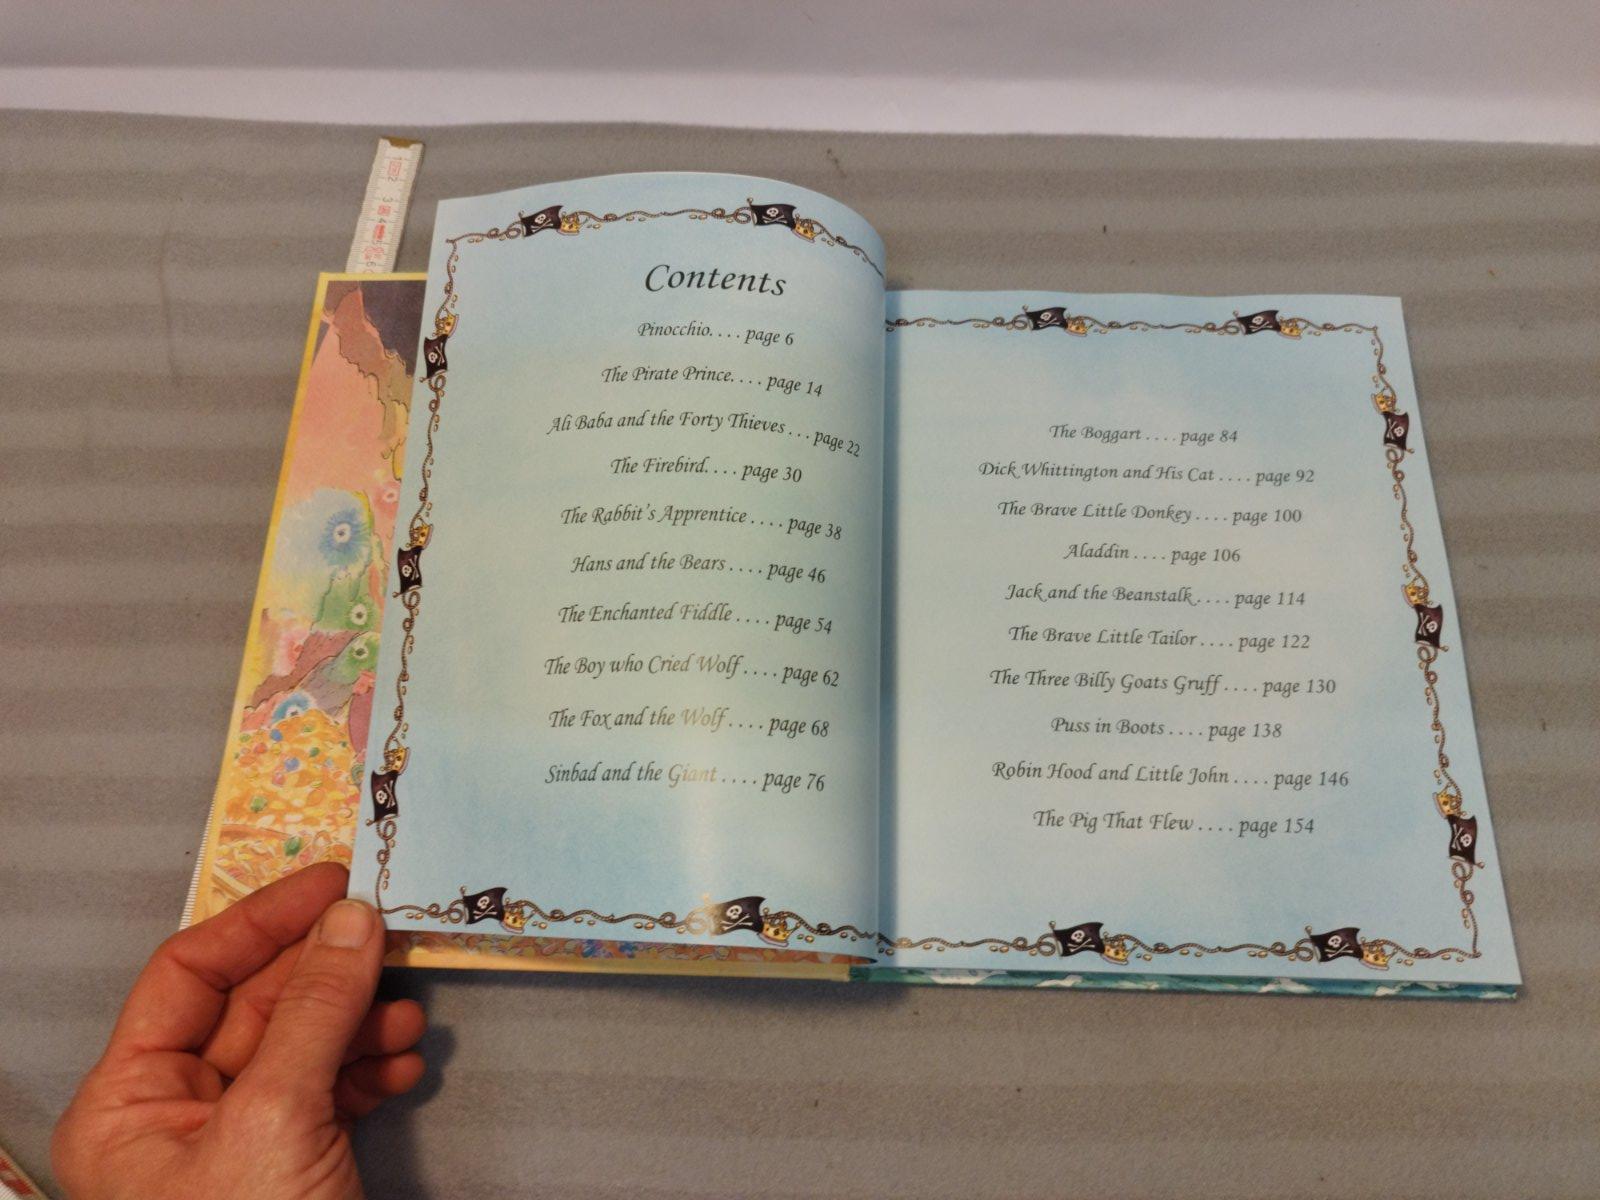 Contents
Pinocchio. . . . page 6
The Pirate Prince. . . . page 14
Ali Baba and the Forty Thieves . . . page 22
The Firebird. . . . page 30
The Rabbit's Apprentice . . . . page 38
Hans and the Bears . . . . page 46
The Enchanted Fiddle . . . . page 54
The Boy who Cried Wolf . . . . page 62
The Fox and the Wolf . . . . page 68
Sinbad and the Giant . . . . page 76
The Boggart . . . . page 84
Dick Whittington and His Cat . . . . page 92
The Brave Little Donkey . . . . page 100
Aladdin . . . . page 106
Jack and the Beanstalk . . . . page 114
The Brave Little Tailor . . . . page 122
The Three Billy Goats Gruff . . . . page 130
Puss in Boots . . . . page 138
Robin Hood and Little John . . . . page 146
The Pig That Flew . . . . page 154